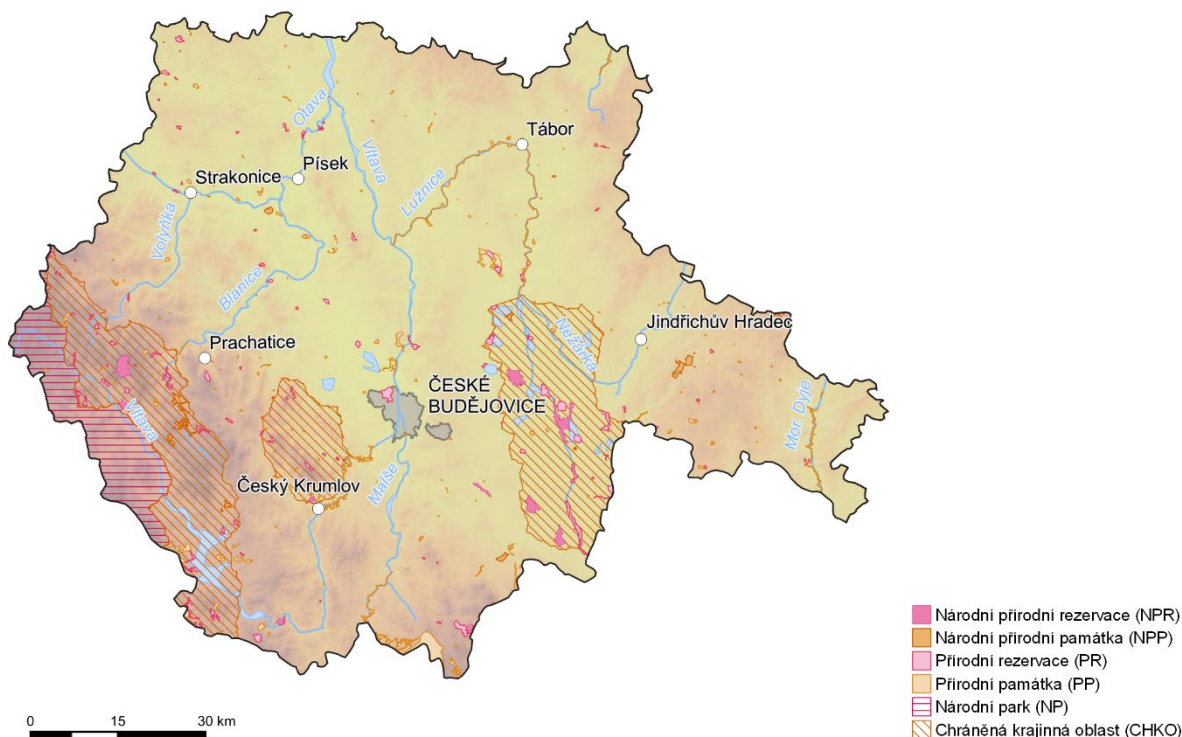 Otava
Vltava
Tábor
Písek
Strakonice
Lužnice
Volyňka
Blanice
Nežárka
Jindřichův Hradec
Prachatice
ČESKÉ
BUDĚJOVICE
Mor. Dyje
Vltava
Český Krumlov
Malše
Národní přírodní rezervace (NPR)
Národní přírodní památka (NPP)
Přírodní rezervace (PR)
Přírodní památka (PP)
Národní park (NP)
Chráněná krajinná oblast (CHKO)
0 15 30 km